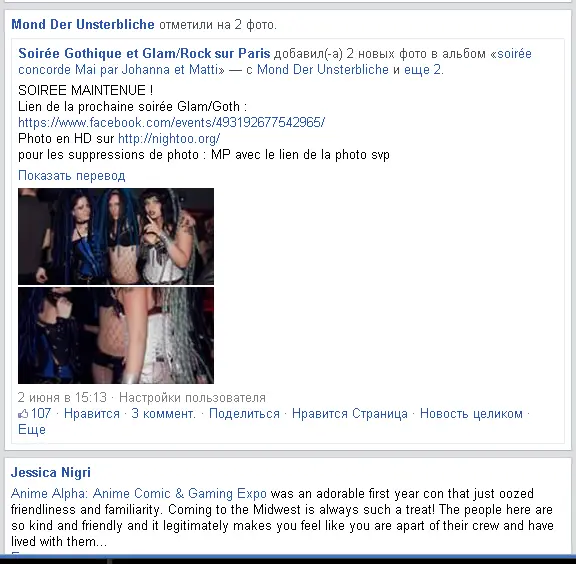 Mond Der Unsterbliche отметили на 2 фото.
Soirée Gothique et Glam/Rock sur Paris добавил(-а) 2 новых фото в альбом «soirée
concorde Mai par Johanna et Matti» — с Mond Der Unsterbliche и еще 2.
SOIREE MAINTENUE !
Lien de la prochaine soirée Glam/Goth :
https://www.facebook.com/events/493192677542965/
Photo en HD sur http://nightoo.org/
pour les suppressions de photo : MP avec le lien de la photo svp
Показать перевод
2 июня в 15:13 · Настройки пользователя
107 · Нравится · 3 коммент. · Поделиться · Нравится Страница · Новость целиком ·
Еще
Jessica Nigri
Anime Alpha: Anime Comic & Gaming Expo was an adorable first year con that just oozed
friendliness and familiarity. Coming to the Midwest is always such a treat! The people here are
so kind and friendly and it legitimately makes you feel like you are apart of their crew and have
lived with them...